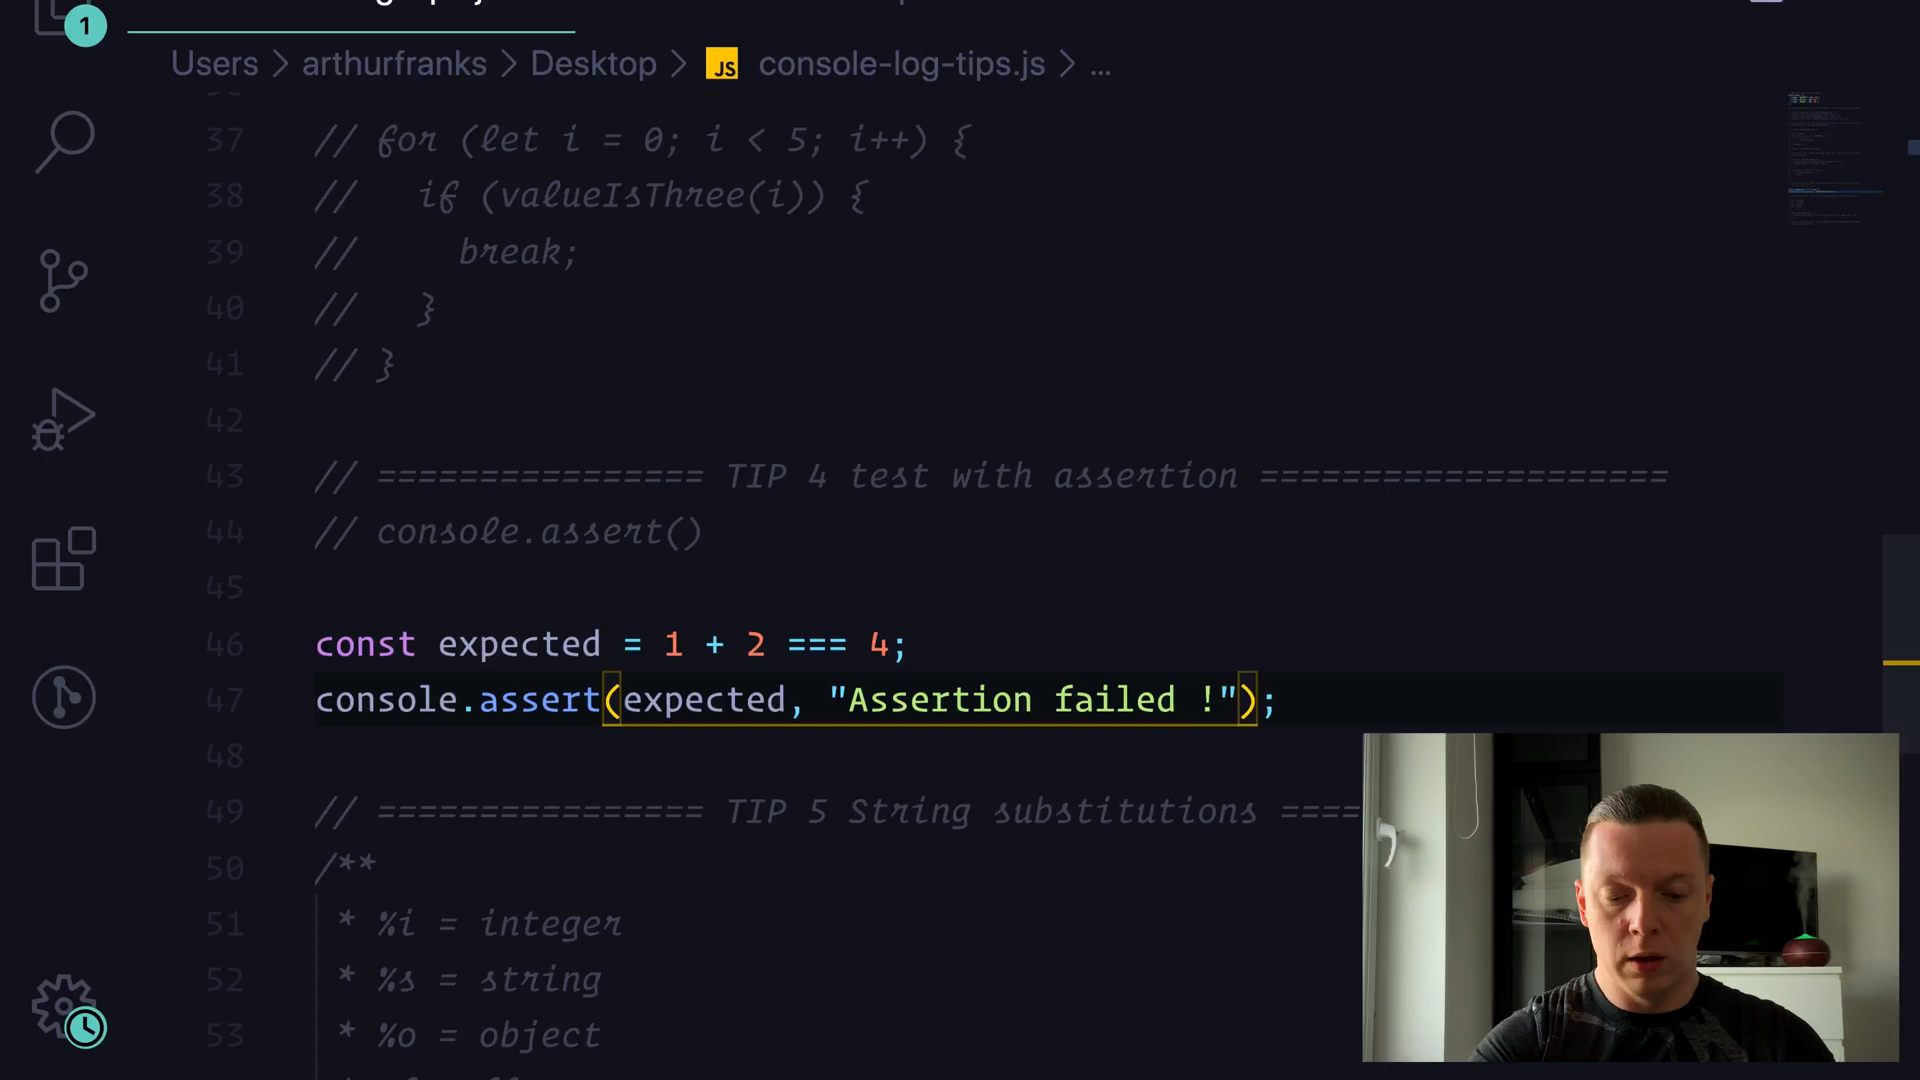 1
Users > arthurfranks > Desktop > JS console-log-tips.js > ...
37 // for (let i = 0; i < 5; i++) {
38 //   if (valueIsThree(i)) {
39 //     break;
40 //   }
41 // }
42
43 // ================ TIP 4 test with assertion ====================
44 // console.assert()
45
46 const expected = 1 + 2 === 4;
47 console.assert(expected, "Assertion failed !");
48
49 // ================ TIP 5 String substitutions ====
50 /**
51 * %i = integer
52 * %s = string
53 * %o = object